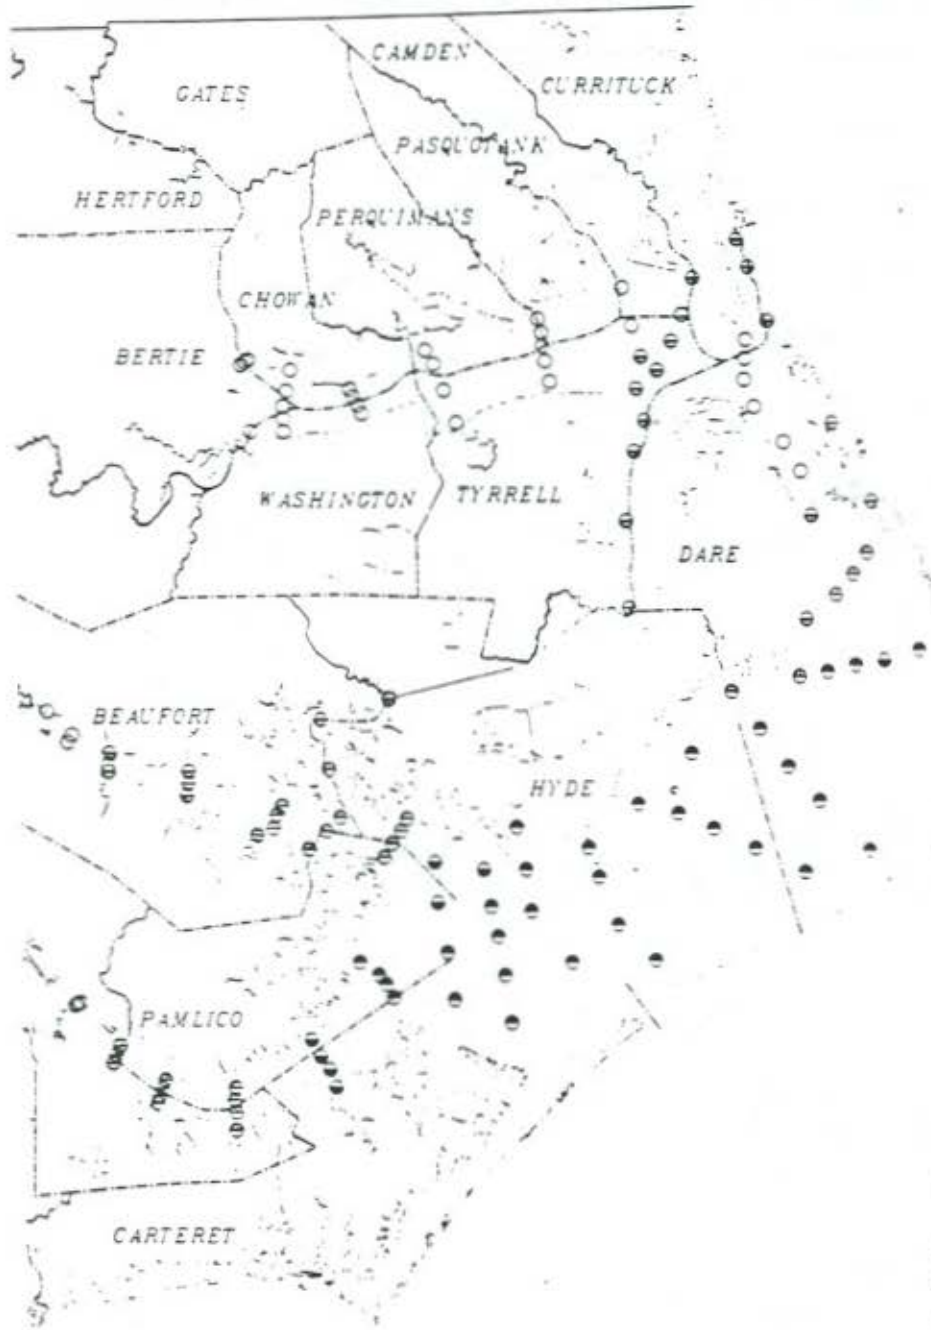 CAMDEN
CURRITUCK
GATES
PASQUOTANK
HERTFORD
PERQUIMANS
CHOWAN
BERTIE
WASHINGTON
TYRRELL
DARE
BEAUFORT
HYDE
PAMLICO
CARTERET